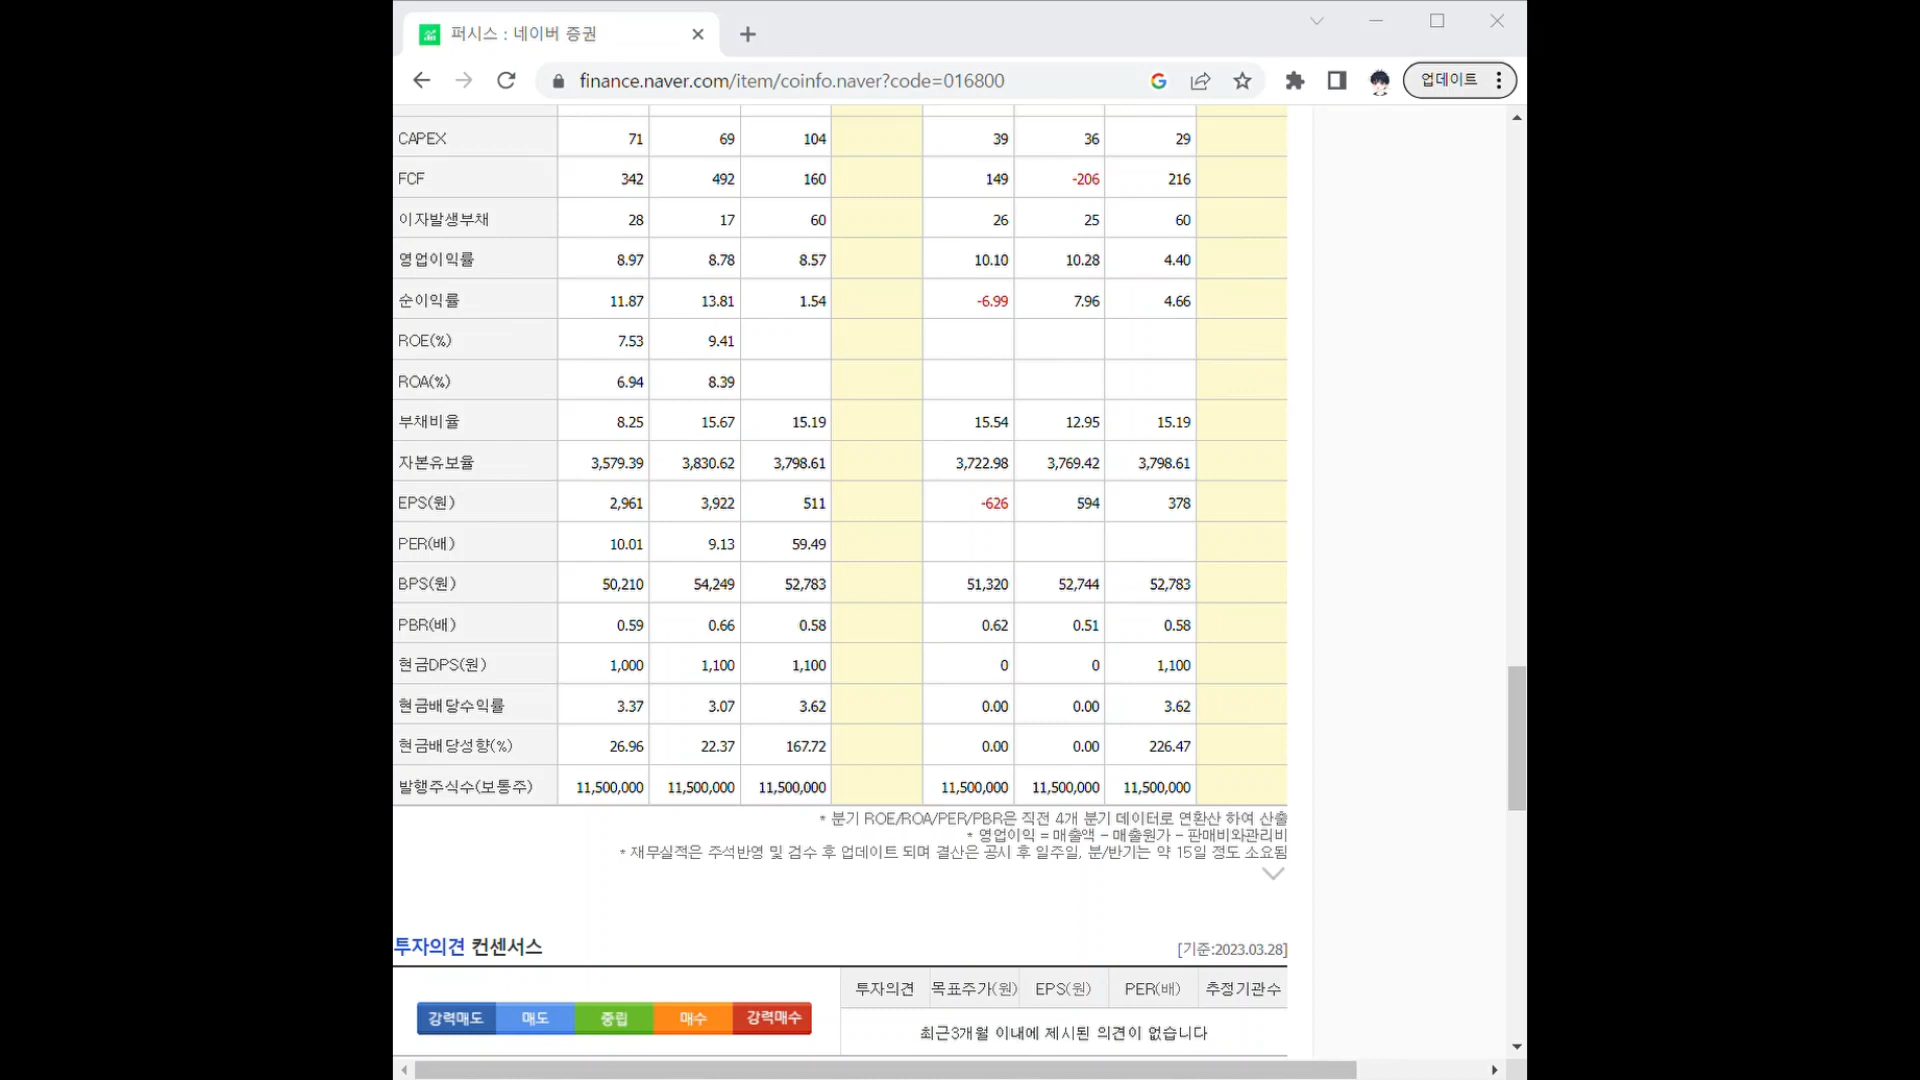 퍼시스 : 네이버 증권
finance.naver.com/item/coinfo.naver?code=016800
업데이트
CAPEX 71 69 104 39 36 29
FCF 342 492 160 149 -206 216
이자발생부채 28 17 60 26 25 60
영업이익률 8.97 8.78 8.57 10.10 10.28 4.40
순이익률 11.87 13.81 1.54 -6.99 7.96 4.66
ROE(%) 7.53 9.41
ROA(%) 6.94 8.39
부채비율 8.25 15.67 15.19 15.54 12.95 15.19
자본유보율 3,579.39 3,830.62 3,798.61 3,722.98 3,769.42 3,798.61
EPS(원) 2,961 3,922 511 -626 594 378
PER(배) 10.01 9.13 59.49
BPS(원) 50,210 54,249 52,783 51,320 52,744 52,783
PBR(배) 0.59 0.66 0.58 0.62 0.51 0.58
현금DPS(원) 1,000 1,100 1,100 0 0 1,100
현금배당수익률 3.37 3.07 3.62 0.00 0.00 3.62
현금배당성향(%) 26.96 22.37 167.72 0.00 0.00 226.47
발행주식수(보통주) 11,500,000 11,500,000 11,500,000 11,500,000 11,500,000 11,500,000
* 분기 ROE/ROA/PER/PBR은 직전 4개 분기 데이터로 연환산 하여 산출
* 영업이익 = 매출액 - 매출원가 - 판매비와관리비
* 재무실적은 주석반영 및 검수 후 업데이트 되며 결산은 공시 후 일주일, 분/반기는 약 15일 정도 소요됨
투자의견 컨센서스 [기준:2023.03.28]
투자의견 목표주가(원) EPS(원) PER(배) 추정기관수
강력매도 매도 중립 매수 강력매수
최근3개월 이내에 제시된 의견이 없습니다